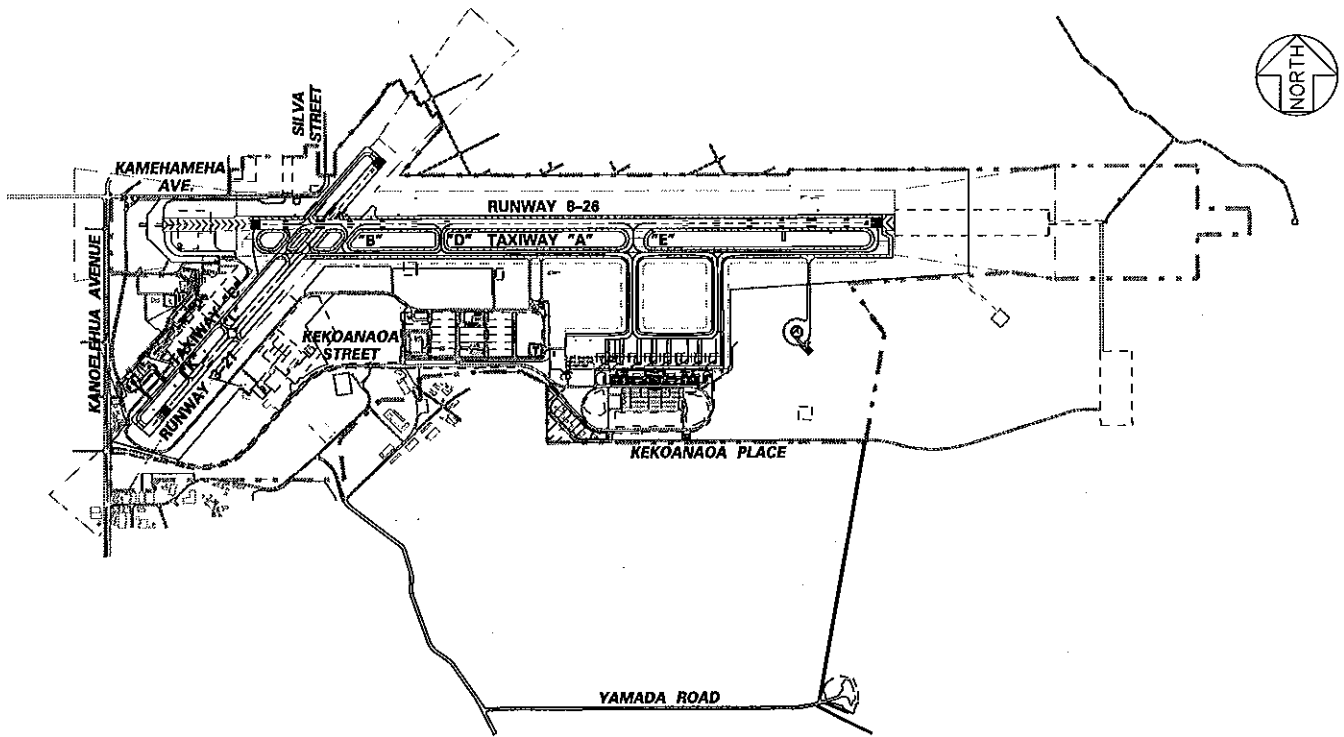 NORTH
SILVA
STREET
KAMEHAMEHA
AVE.
RUNWAY 8-26
"B"
"D"
TAXIWAY "A"
"E"
KANOELEHUA AVENUE
TAXIWAY "C"
"L"
"K"
RUNWAY 3-21
KEKOANAOA
STREET
KEKOANAOA PLACE
YAMADA ROAD